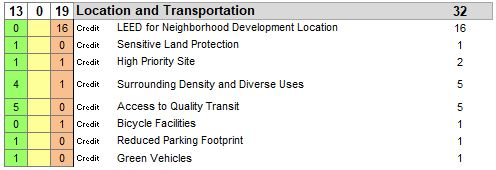 13 0 19 Location and Transportation 32
0 16 Credit LEED for Neighborhood Development Location 16
1 0 Credit Sensitive Land Protection 1
1 1 Credit High Priority Site 2
4 1 Credit Surrounding Density and Diverse Uses 5
5 0 Credit Access to Quality Transit 5
0 1 Credit Bicycle Facilities 1
1 0 Credit Reduced Parking Footprint 1
1 0 Credit Green Vehicles 1